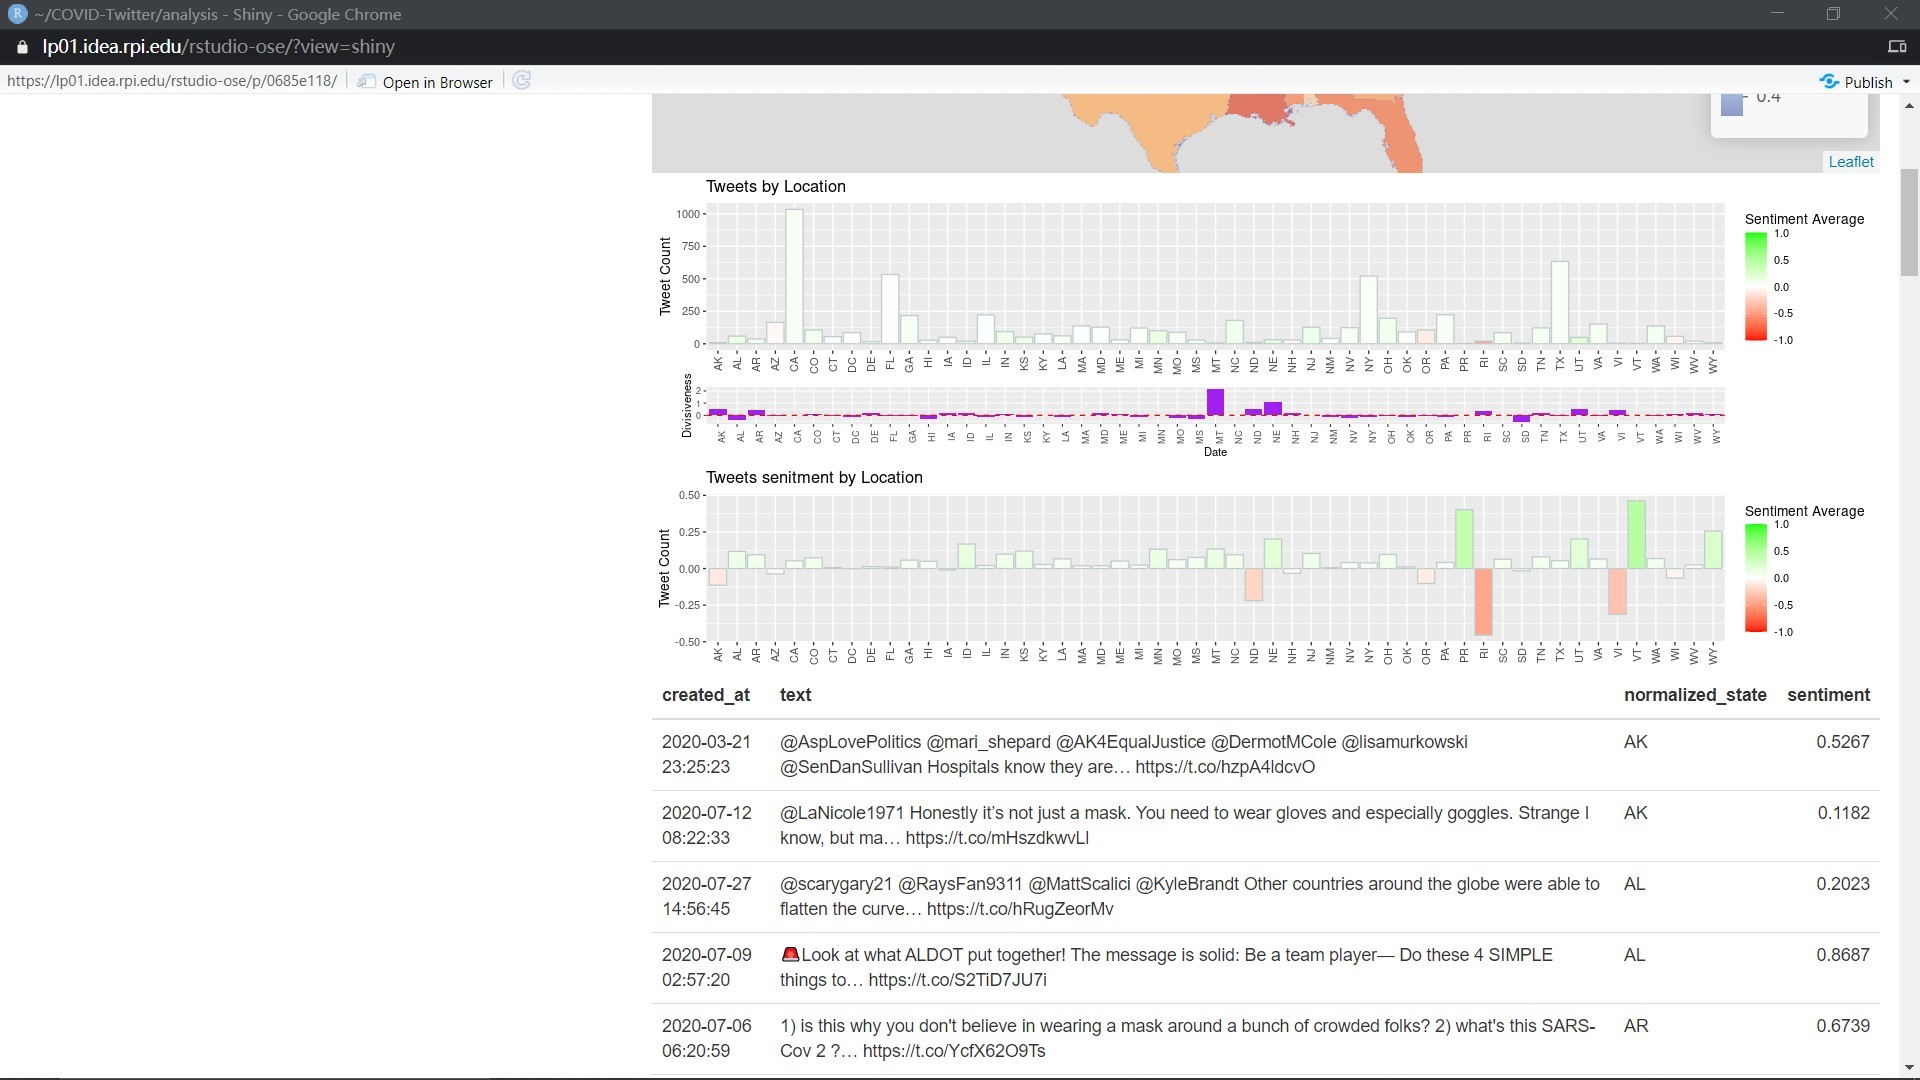 ~/COVID-Twitter/analysis - Shiny - Google Chrome
lp01.idea.rpi.edu/rstudio-ose/?view=shiny
https://lp01.idea.rpi.edu/rstudio-ose/p/0685e118/ Open in Browser Publish
0.4
Leaflet
Tweets by Location
Tweet Count
1000
750
500
250
0
AK AL AR AZ CA CO CT DC DE FL GA HI IA ID IL IN KS KY LA MA MD ME MI MN MO MS MT NC ND NE NH NJ NM NV NY OH OK OR PA PR RI SC SD TN TX UT VA VI VT WA WI WV WY
Sentiment Average
1.0
0.5
0.0
-0.5
-1.0
Divisiveness
2
1
0
AK AL AR AZ CA CO CT DC DE FL GA HI IA ID IL IN KS KY LA MA MD ME MI MN MO MS MT NC ND NE NH NJ NM NV NY OH OK OR PA PR RI SC SD TN TX UT VA VI VT WA WI WV WY
Date
Tweets senitment by Location
Tweet Count
0.50
0.25
0.00
-0.25
-0.50
AK AL AR AZ CA CO CT DC DE FL GA HI IA ID IL IN KS KY LA MA MD ME MI MN MO MS MT NC ND NE NH NJ NM NV NY OH OK OR PA PR RI SC SD TN TX UT VA VI VT WA WI WV WY
Sentiment Average
1.0
0.5
0.0
-0.5
-1.0
created_at text normalized_state sentiment
2020-03-21 @AspLovePolitics @mari_shepard @AK4EqualJustice @DermotMCole @lisamurkowski AK 0.5267
23:25:23 @SenDanSullivan Hospitals know they are… https://t.co/hzpA4ldcvO
2020-07-12 @LaNicole1971 Honestly it’s not just a mask. You need to wear gloves and especially goggles. Strange I AK 0.1182
08:22:33 know, but ma… https://t.co/mHszdkwvLl
2020-07-27 @scarygary21 @RaysFan9311 @MattScalici @KyleBrandt Other countries around the globe were able to AL 0.2023
14:56:45 flatten the curve… https://t.co/hRugZeorMv
2020-07-09 🚨Look at what ALDOT put together! The message is solid: Be a team player— Do these 4 SIMPLE AL 0.8687
02:57:20 things to… https://t.co/S2TiD7JU7i
2020-07-06 1) is this why you don't believe in wearing a mask around a bunch of crowded folks? 2) what's this SARS- AR 0.6739
06:20:59 Cov 2 ?… https://t.co/YcfX62O9Ts